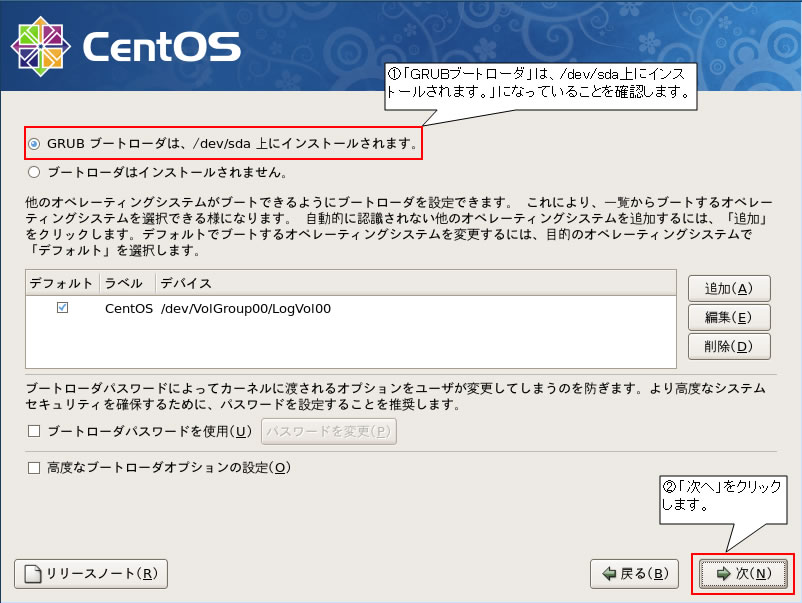 CentOS
①「GRUBブートローダ」は、/dev/sda上にインス
トールされます。」になっていることを確認します。
GRUB ブートローダは、/dev/sda 上にインストールされます。
ブートローダはインストールされません。
他のオペレーティングシステムがブートできるようにブートローダを設定できます。 これにより、一覧からブートするオペレー
ティングシステムを選択できる様になります。 自動的に認識されない他のオペレーティングシステムを追加するには、「追加」
をクリックします。デフォルトでブートするオペレーティングシステムを変更するには、目的のオペレーティングシステムで
「デフォルト」を選択します。
デフォルト ラベル デバイス
CentOS /dev/VolGroup00/LogVol00
追加(A)
編集(E)
削除(D)
ブートローダパスワードによってカーネルに渡されるオプションをユーザが変更してしまうのを防ぎます。より高度なシステム
セキュリティを確保するために、パスワードを設定することを推奨します。
ブートローダパスワードを使用(U) パスワードを変更(P)
高度なブートローダオプションの設定(O)
②「次へ」をクリック
します。
リリースノート(R) 戻る(B) 次(N)